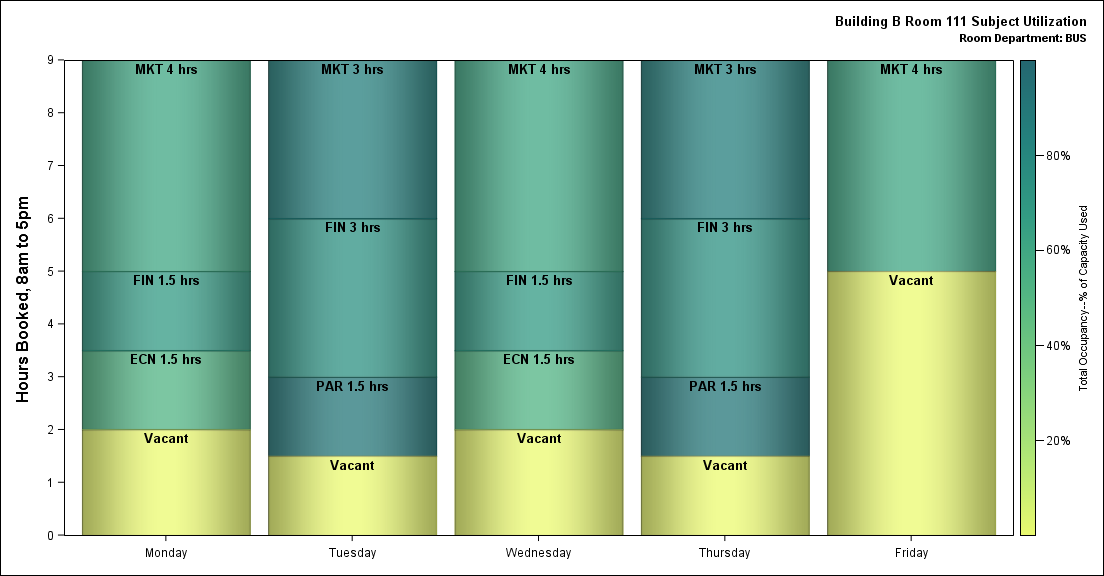 Building B Room 111 Subject Utilization
Room Department: BUS
Hours Booked, 8am to 5pm
9
8
7
6
5
4
3
2
1
0
MKT 4 hrs
FIN 1.5 hrs
ECN 1.5 hrs
Vacant
MKT 3 hrs
FIN 3 hrs
PAR 1.5 hrs
Vacant
MKT 4 hrs
FIN 1.5 hrs
ECN 1.5 hrs
Vacant
MKT 3 hrs
FIN 3 hrs
PAR 1.5 hrs
Vacant
MKT 4 hrs
Vacant
Monday
Tuesday
Wednesday
Thursday
Friday
80%
60%
40%
20%
Total Occupancy--% of Capacity Used